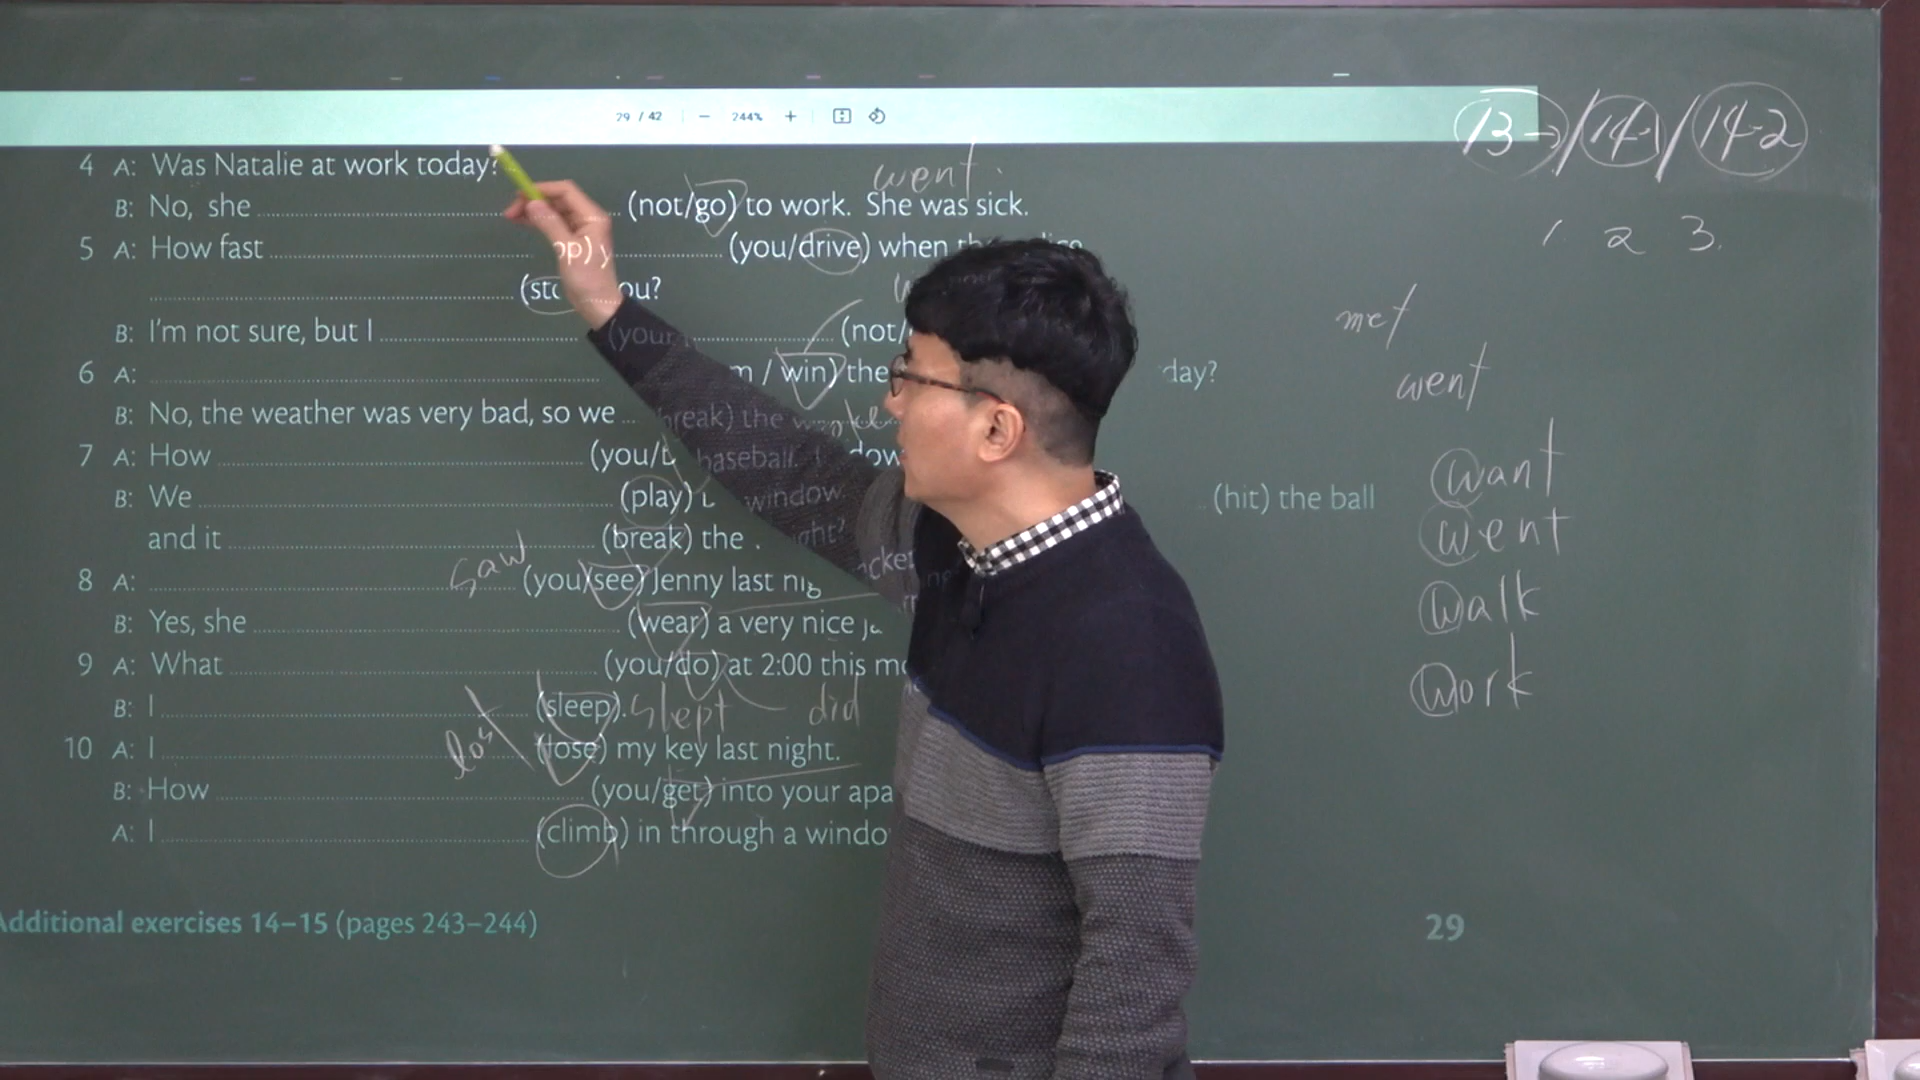 29 / 42 − 244% +
13 / 14-1 / 14-2
1 2 3.
4 A: Was Natalie at work today?
went
B: No, she ........ (not/go) to work. She was sick.
5 A: How fast ........ (you/drive) when
........ you?
B: I'm not sure, but I ........ (not/
6 A: ........ / win) the day?
B: No, the weather was very bad, so we ...
7 A: How ........ (you/
B: We ........ (play) (hit) the ball
and it ........ (break) the
saw
8 A: ........ (you/see) Jenny last
B: Yes, she ........ (wear) a very nice
9 A: What ........ (you/do) at 2:00 this
B: I ........ (sleep). slept did
lost
10 A: I ........ (lose) my key last night.
B: How ........ (you/get) into your
A: I ........ (climb) in through a
Additional exercises 14–15 (pages 243–244)
29
met
went
want
went
walk
work